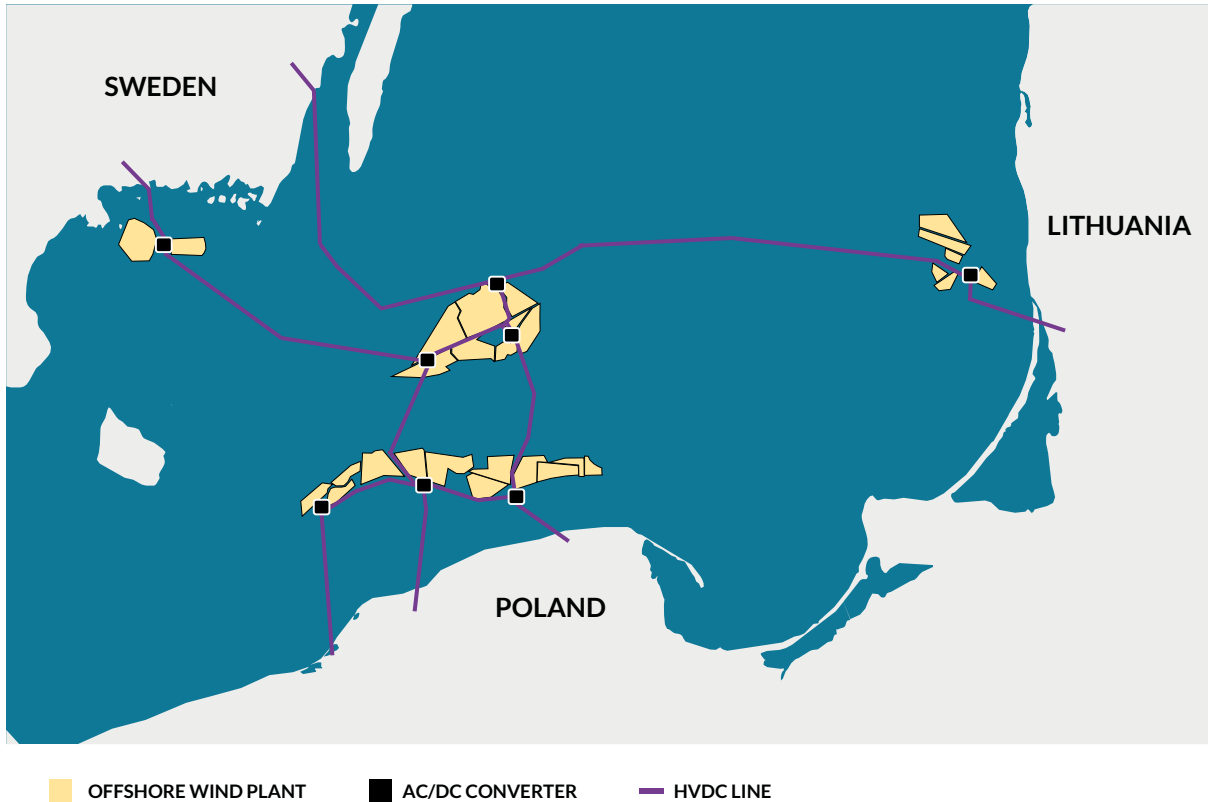 SWEDEN
LITHUANIA
POLAND
OFFSHORE WIND PLANT
AC/DC CONVERTER
HVDC LINE